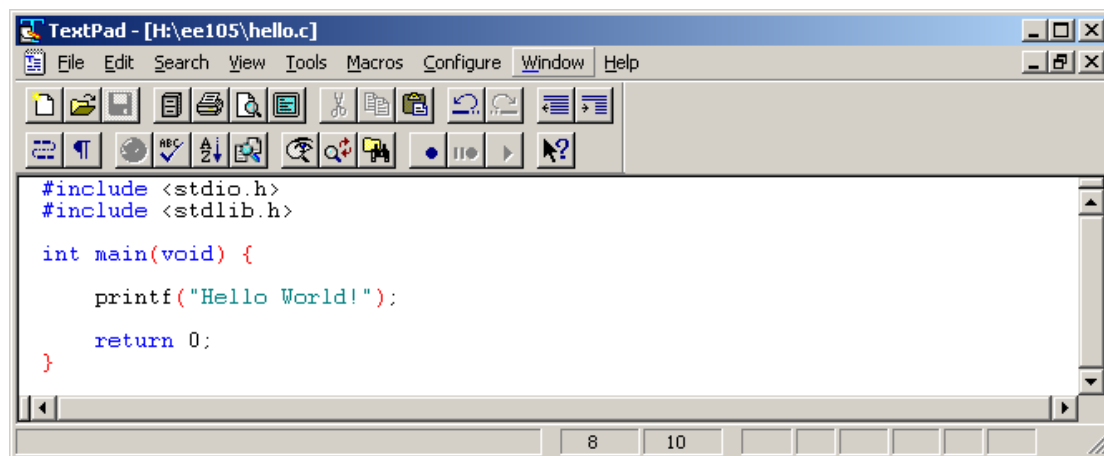 TextPad - [H:\ee105\hello.c]
File Edit Search View Tools Macros Configure Window Help
ABC A Z
#include <stdio.h>
#include <stdlib.h>
int main(void) {
printf("Hello World!");
return 0;
}
8 10